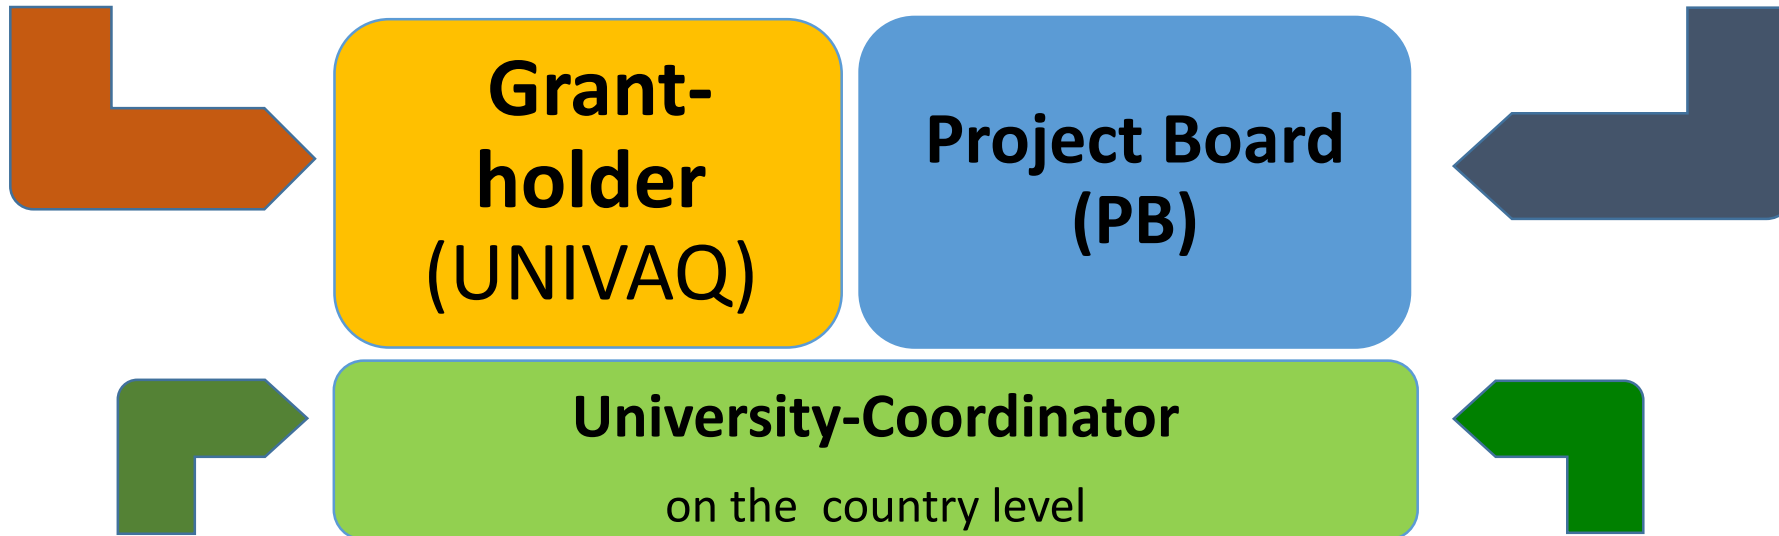 Grant-
holder
(UNIVAQ)
Project Board
(PB)
University-Coordinator
on the  country level